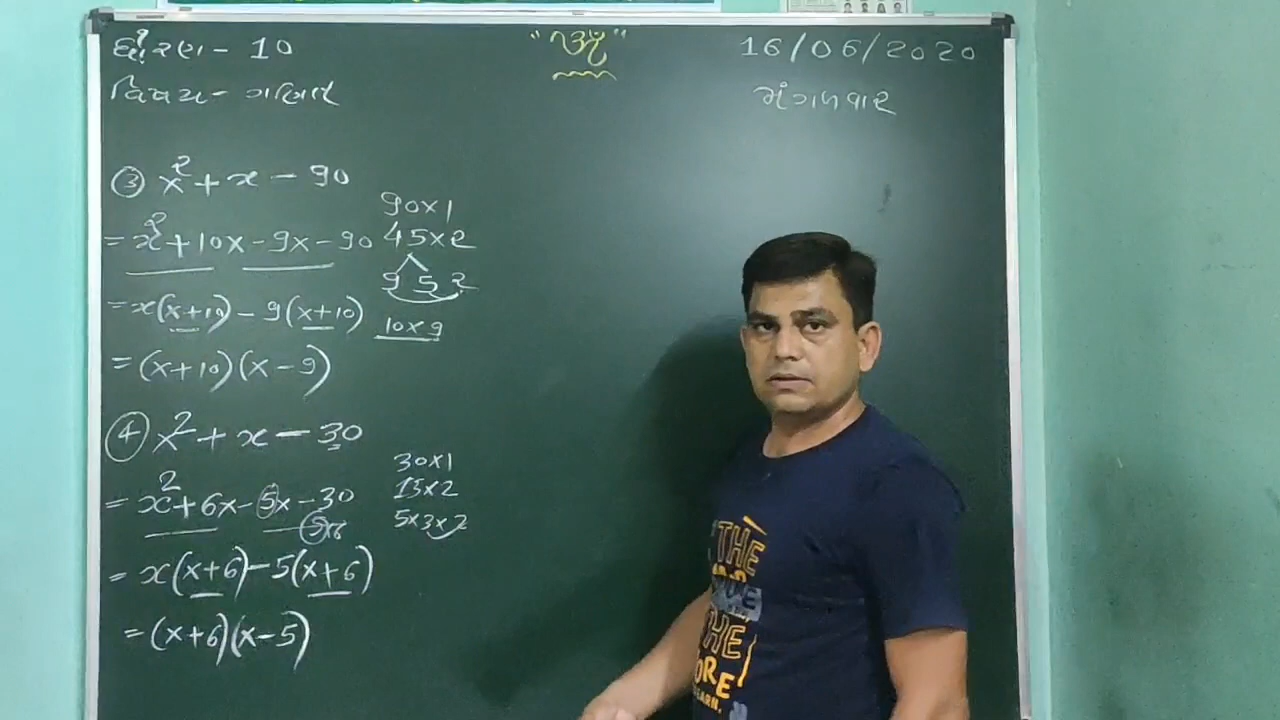 ધોરણ - 10
"ૐ"
16/06/2020
વિષય - ગણિત
મંગળવાર
③ x² + x - 90
90×1
= x² + 10x - 9x - 90
45×2
9 5 2
= x(x+10) - 9(x+10)
10×9
= (x+10)(x-9)
④ x² + x - 30
30×1
15×2
= x² + 6x - 5x - 30
5×3×2
5×6
= x(x+6) - 5(x+6)
= (x+6)(x-5)
THE
THE
ORE